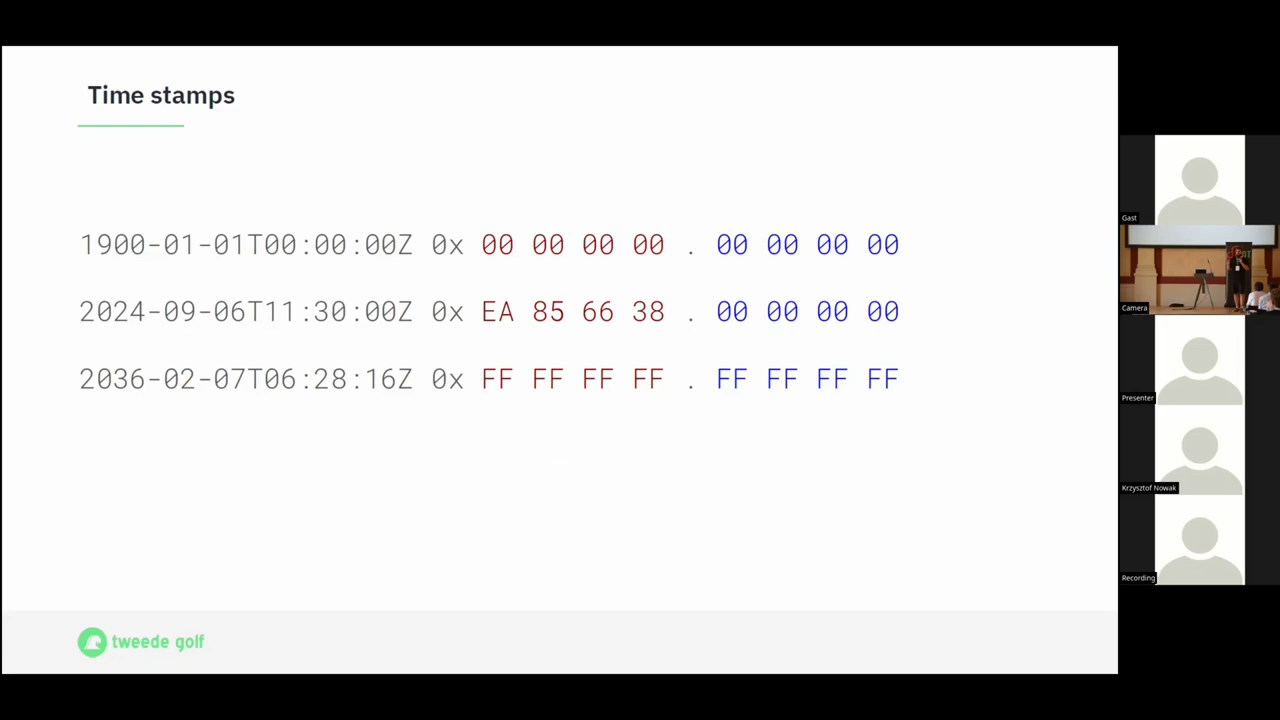 Time stamps
1900-01-01T00:00:00Z 0x 00 00 00 00 . 00 00 00 00
2024-09-06T11:30:00Z 0x EA 85 66 38 . 00 00 00 00
2036-02-07T06:28:16Z 0x FF FF FF FF . FF FF FF FF
tweede golf
Gast
Camera
Presenter
Krzysztof Nowak
Recording